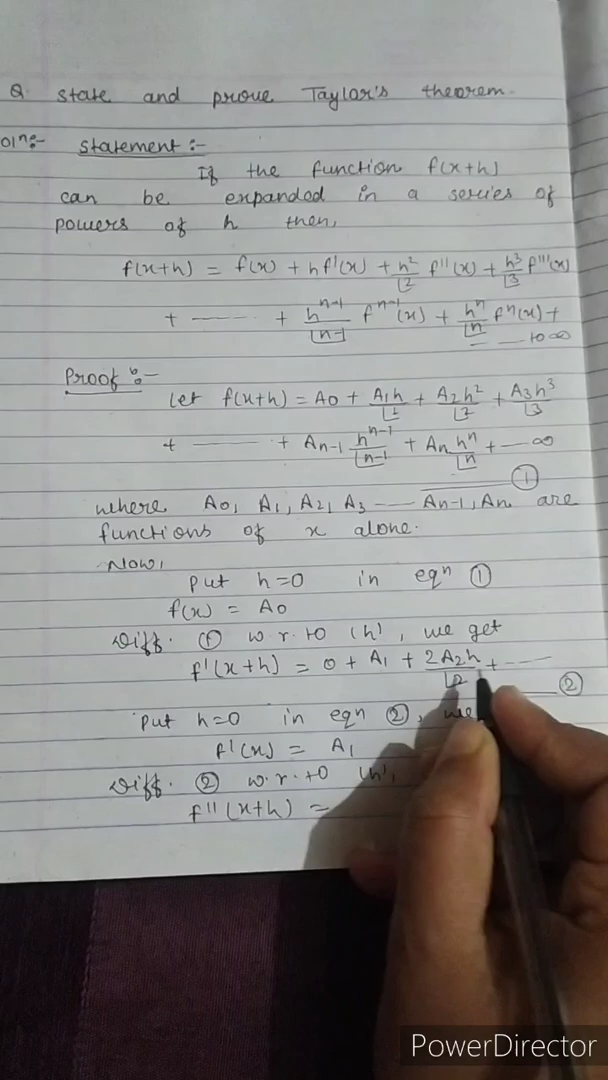 Q. State and prove Taylor's theorem.
Statement :-
If the function f(x+h)
can be expanded in a series of
powers of h then,
f(x+h) = f(x) + hf'(x) + h²/⌊2 f''(x) + h³/⌊3 f'''(x)
+ ------ + hⁿ⁻¹/⌊n-1 fⁿ⁻¹(x) + hⁿ/⌊n fⁿ(x) +
---- to ∞
Proof :-
Let f(x+h) = A0 + A1h/⌊1 + A2h²/⌊2 + A3h³/⌊3
+ ------ + An-1 hⁿ⁻¹/⌊n-1 + An hⁿ/⌊n + --- ∞
①
where A0, A1, A2, A3 ---- An-1, An are
functions of x alone.
Now,
put h=0 in eqⁿ ①
f(x) = A0
Diff. ① w.r.to 'h', we get
f'(x+h) = 0 + A1 + 2A2h/⌊2 + ----
②
Put h=0 in eqⁿ ②, we
f'(x) = A1
Diff. ② w.r.to 'h',
f''(x+h) =
PowerDirector